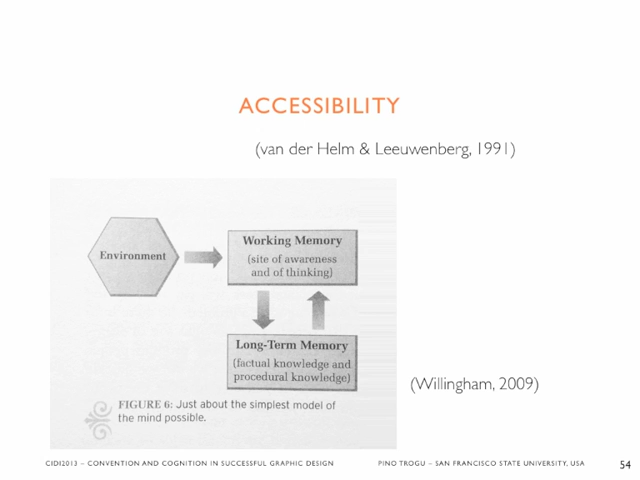 ACCESSIBILITY
(van der Helm & Leeuwenberg, 1991)
Environment
Working Memory
(site of awareness
and of thinking)
Long-Term Memory
(factual knowledge and
procedural knowledge)
FIGURE 6: Just about the simplest model of
the mind possible.
(Willingham, 2009)
CIDI2013 – CONVENTION AND COGNITION IN SUCCESSFUL GRAPHIC DESIGN
PINO TROGU – SAN FRANCISCO STATE UNIVERSITY, USA
54